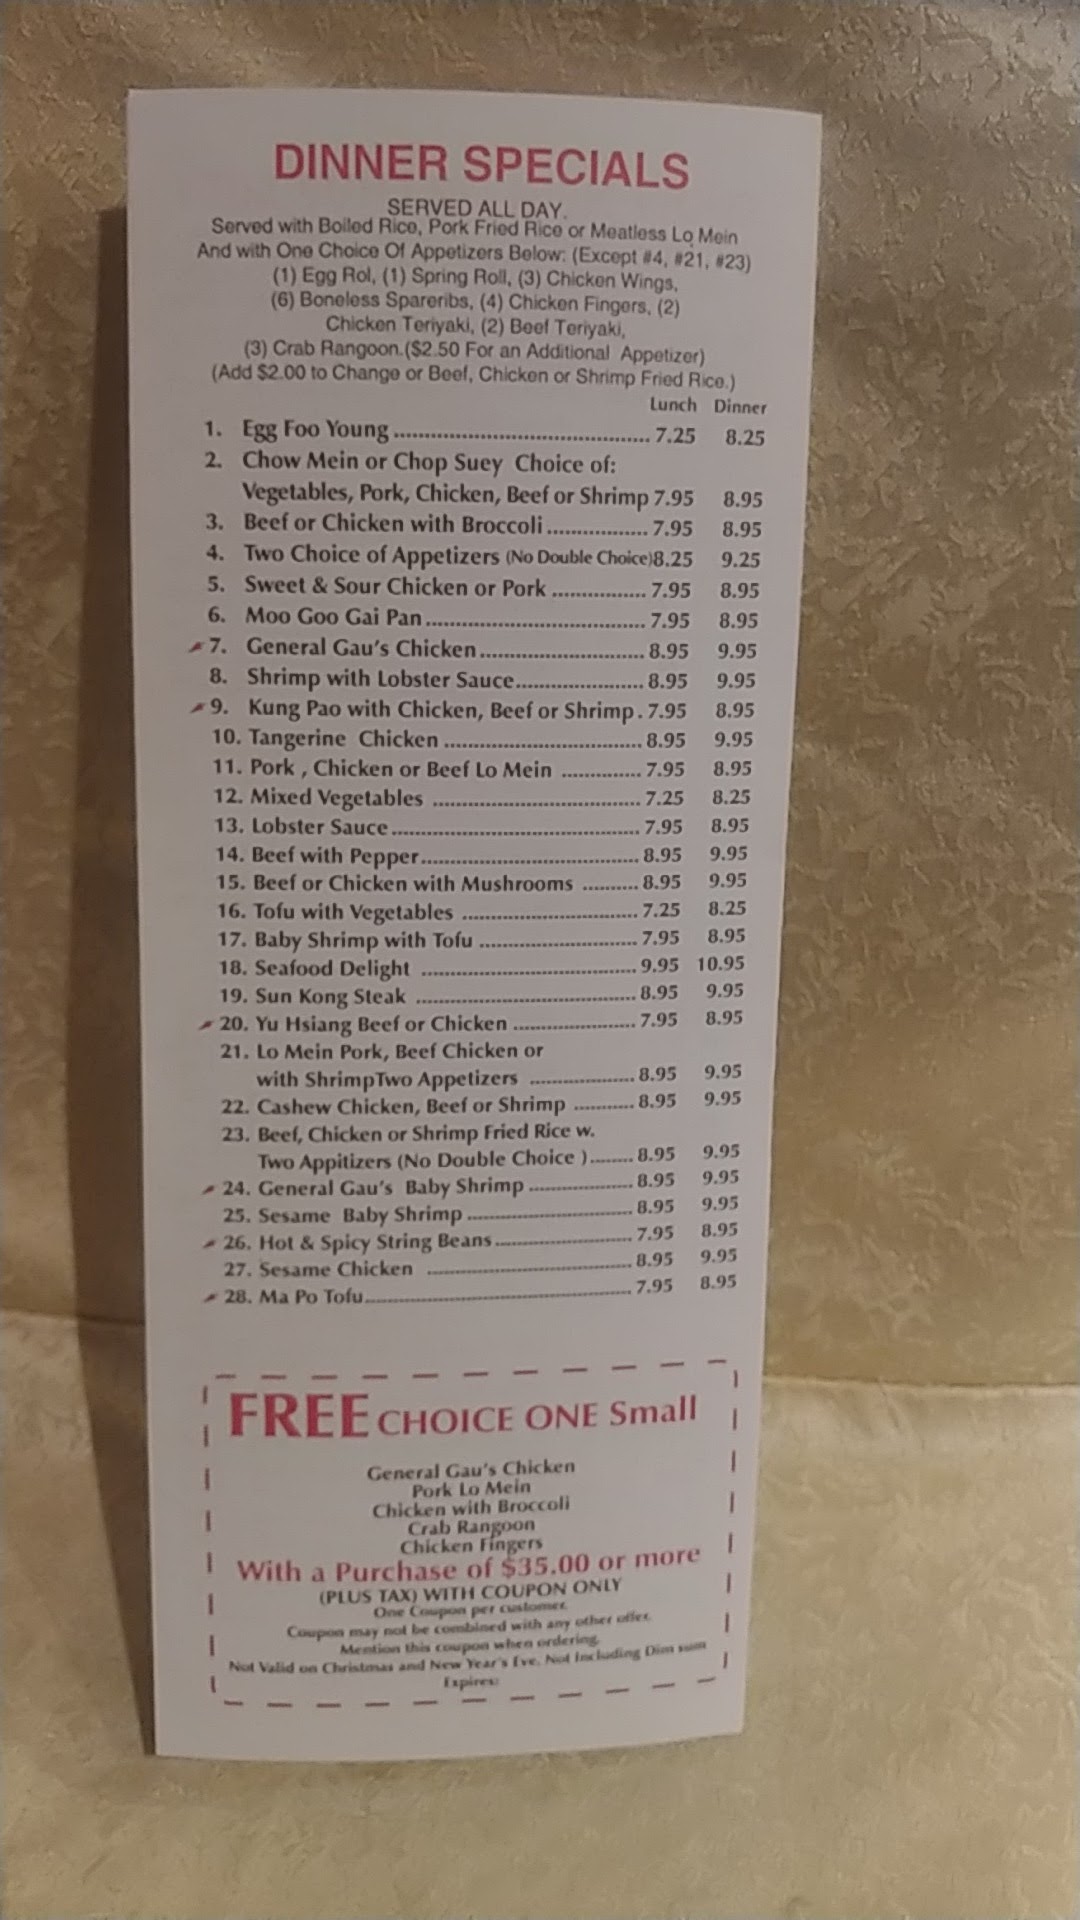 DINNER SPECIALS
SERVED ALL DAY.
Served with Boiled Rice, Pork Fried Rice or Meatless Lo Mein
And with One Choice Of Appetizers Below: (Except #4, #21, #23)
(1) Egg Rol, (1) Spring Roll, (3) Chicken Wings,
(6) Boneless Spareribs, (4) Chicken Fingers, (2)
Chicken Teriyaki, (2) Beef Teriyaki,
(3) Crab Rangoon.($2.50 For an Additional Appetizer)
(Add $2.00 to Change or Beef, Chicken or Shrimp Fried Rice.)
Lunch Dinner
1. Egg Foo Young ........ 7.25 8.25
2. Chow Mein or Chop Suey Choice of:
Vegetables, Pork, Chicken, Beef or Shrimp 7.95 8.95
3. Beef or Chicken with Broccoli ........ 7.95 8.95
4. Two Choice of Appetizers (No Double Choice)8.25 9.25
5. Sweet & Sour Chicken or Pork ........ 7.95 8.95
6. Moo Goo Gai Pan ........ 7.95 8.95
7. General Gau's Chicken ........ 8.95 9.95
8. Shrimp with Lobster Sauce ........ 8.95 9.95
9. Kung Pao with Chicken, Beef or Shrimp . 7.95 8.95
10. Tangerine Chicken ........ 8.95 9.95
11. Pork , Chicken or Beef Lo Mein ........ 7.95 8.95
12. Mixed Vegetables ........ 7.25 8.25
13. Lobster Sauce ........ 7.95 8.95
14. Beef with Pepper ........ 8.95 9.95
15. Beef or Chicken with Mushrooms ........ 8.95 9.95
16. Tofu with Vegetables ........ 7.25 8.25
17. Baby Shrimp with Tofu ........ 7.95 8.95
18. Seafood Delight ........ 9.95 10.95
19. Sun Kong Steak ........ 8.95 9.95
20. Yu Hsiang Beef or Chicken ........ 7.95 8.95
21. Lo Mein Pork, Beef Chicken or
with ShrimpTwo Appetizers ........ 8.95 9.95
22. Cashew Chicken, Beef or Shrimp ........ 8.95 9.95
23. Beef, Chicken or Shrimp Fried Rice w.
Two Appitizers (No Double Choice )........ 8.95 9.95
24. General Gau's Baby Shrimp ........ 8.95 9.95
25. Sesame Baby Shrimp ........ 8.95 9.95
26. Hot & Spicy String Beans ........ 7.95 8.95
27. Sesame Chicken ........ 8.95 9.95
28. Ma Po Tofu ........ 7.95 8.95
FREE CHOICE ONE Small
General Gau's Chicken
Pork Lo Mein
Chicken with Broccoli
Crab Rangoon
Chicken Fingers
With a Purchase of $35.00 or more
(PLUS TAX) WITH COUPON ONLY
One Coupon per customer.
Coupon may not be combined with any other offer.
Mention this coupon when ordering.
Not Valid on Christmas and New Year's Eve. Not Including Dim sum
Expires: